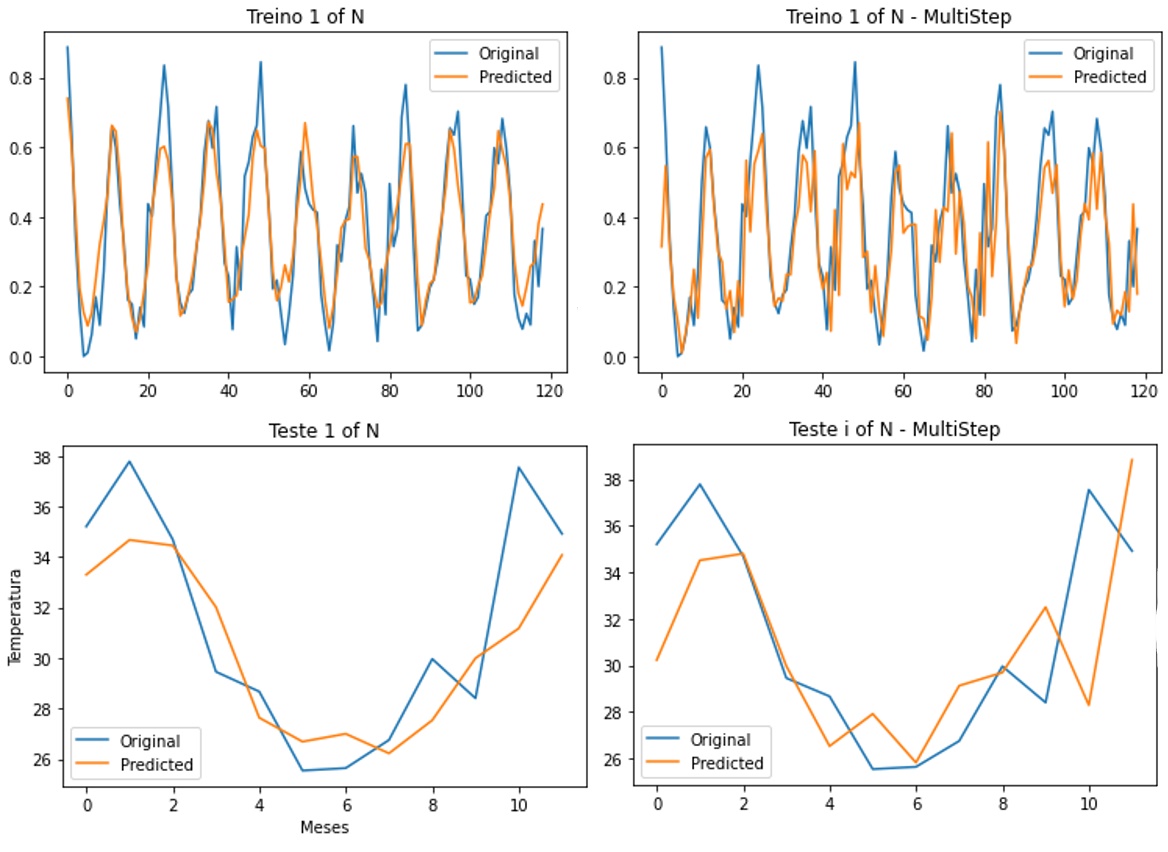 Treino 1 of N
Original
Predicted
0.8
0.6
0.4
0.2
0.0
0 20 40 60 80 100 120
Treino 1 of N - MultiStep
Original
Predicted
0.8
0.6
0.4
0.2
0.0
0 20 40 60 80 100 120
Teste 1 of N
Temperatura
38
36
34
32
30
28
26
Original
Predicted
0 2 4 6 8 10
Meses
Teste i of N - MultiStep
38
36
34
32
30
28
26
Original
Predicted
0 2 4 6 8 10